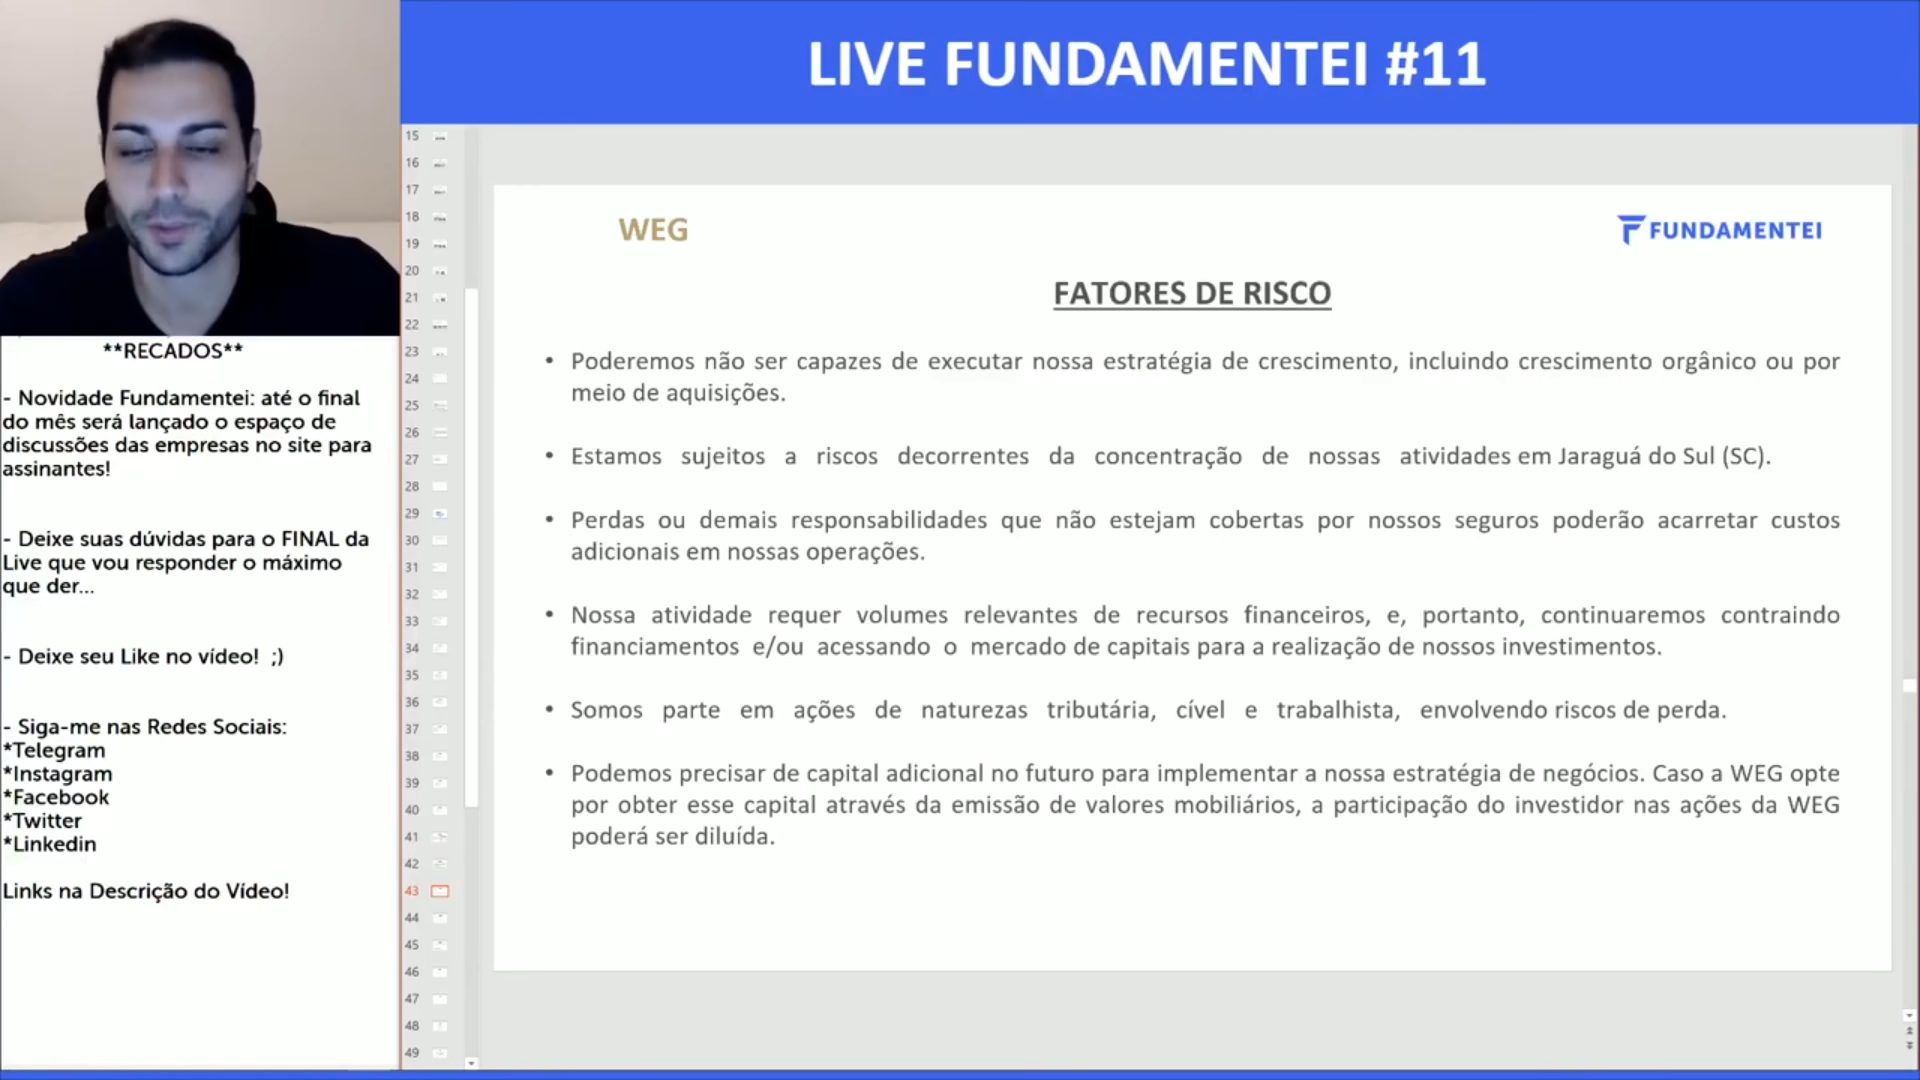 LIVE FUNDAMENTEI #11
**RECADOS**
- Novidade Fundamentei: até o final
do mês será lançado o espaço de
discussões das empresas no site para
assinantes!
- Deixe suas dúvidas para o FINAL da
Live que vou responder o máximo
que der...
- Deixe seu Like no vídeo! ;)
- Siga-me nas Redes Sociais:
*Telegram
*Instagram
*Facebook
*Twitter
*Linkedin
Links na Descrição do Vídeo!
15
16
17
18
19
20
21
22
23
24
25
26
27
28
29
30
31
32
33
34
35
36
37
38
39
40
41
42
43
44
45
46
47
48
49
WEG
FUNDAMENTEI
FATORES DE RISCO
• Poderemos não ser capazes de executar nossa estratégia de crescimento, incluindo crescimento orgânico ou por
meio de aquisições.
• Estamos sujeitos a riscos decorrentes da concentração de nossas atividades em Jaraguá do Sul (SC).
• Perdas ou demais responsabilidades que não estejam cobertas por nossos seguros poderão acarretar custos
adicionais em nossas operações.
• Nossa atividade requer volumes relevantes de recursos financeiros, e, portanto, continuaremos contraindo
financiamentos e/ou acessando o mercado de capitais para a realização de nossos investimentos.
• Somos parte em ações de naturezas tributária, cível e trabalhista, envolvendo riscos de perda.
• Podemos precisar de capital adicional no futuro para implementar a nossa estratégia de negócios. Caso a WEG opte
por obter esse capital através da emissão de valores mobiliários, a participação do investidor nas ações da WEG
poderá ser diluída.